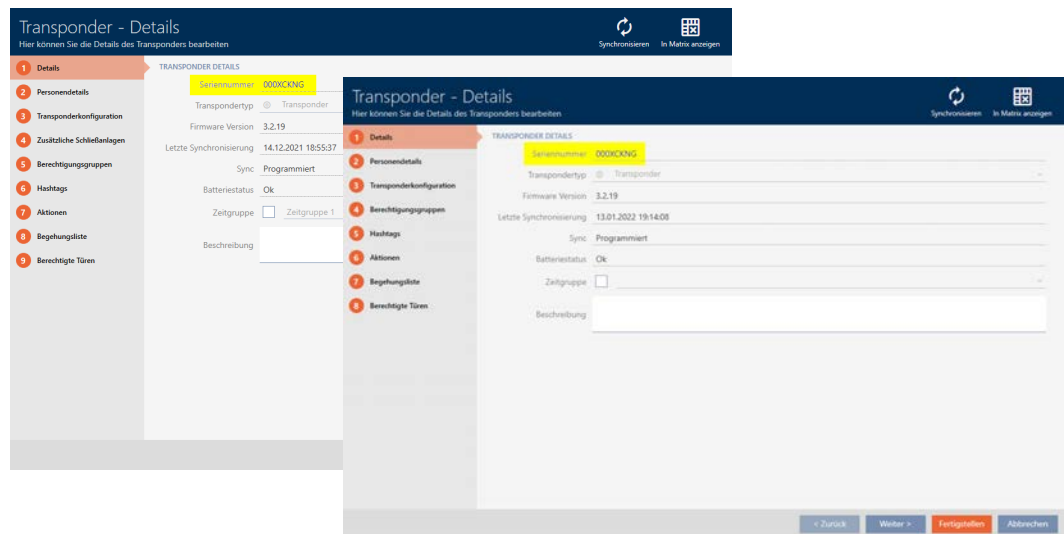 Transponder - Details
Hier können Sie die Details des Transponders bearbeiten
Synchronisieren
In Matrix anzeigen
1 Details
2 Personendetails
3 Transponderkonfiguration
4 Zusätzliche Schließanlagen
5 Berechtigungsgruppen
6 Hashtags
7 Aktionen
8 Begehungsliste
9 Berechtigte Türen
TRANSPONDER DETAILS
Seriennummer 000XCKNG
Transpondertyp Transponder
Firmware Version 3.2.19
Letzte Synchronisierung 14.12.2021 18:55:37
Sync Programmiert
Batteriestatus Ok
Zeitgruppe Zeitgruppe 1
Beschreibung
Transponder - Details
Hier können Sie die Details des Transponders bearbeiten
Synchronisieren
In Matrix anzeigen
1 Details
2 Personendetails
3 Transponderkonfiguration
4 Berechtigungsgruppen
5 Hashtags
6 Aktionen
7 Begehungsliste
8 Berechtigte Türen
TRANSPONDER DETAILS
Seriennummer 000XCKNG
Transpondertyp Transponder
Firmware Version 3.2.19
Letzte Synchronisierung 13.01.2022 19:14:08
Sync Programmiert
Batteriestatus Ok
Zeitgruppe
Beschreibung
< Zurück
Weiter >
Fertigstellen
Abbrechen